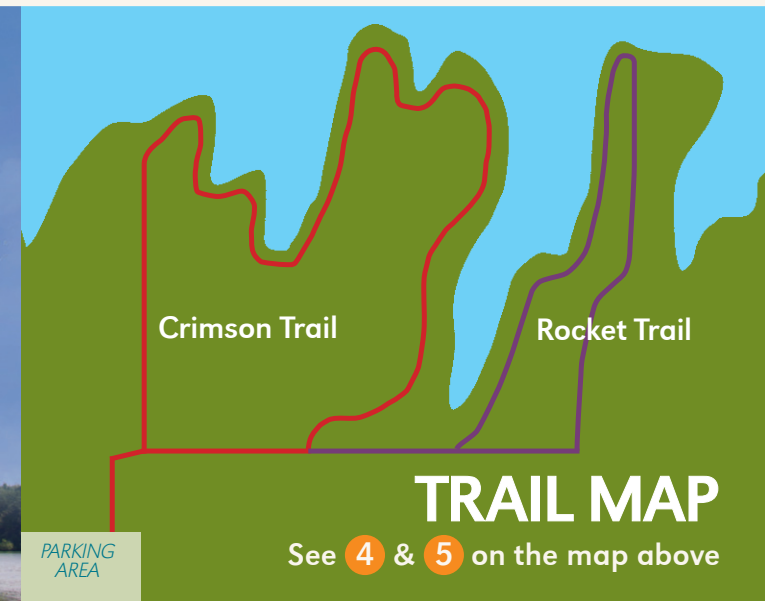 Crimson Trail
Rocket Trail
TRAIL MAP
See 4 & 5 on the map above
PARKING
AREA